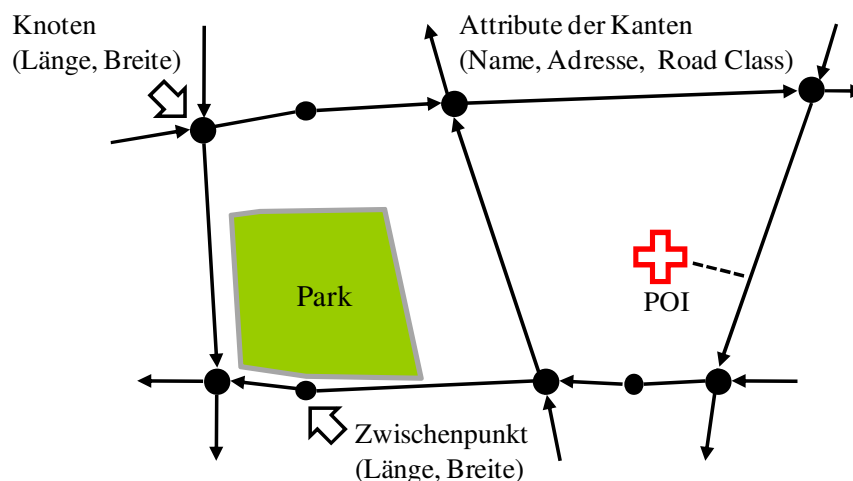 Knoten
(Länge, Breite)
Attribute der Kanten
(Name, Adresse, Road Class)
Park
POI
Zwischenpunkt
(Länge, Breite)